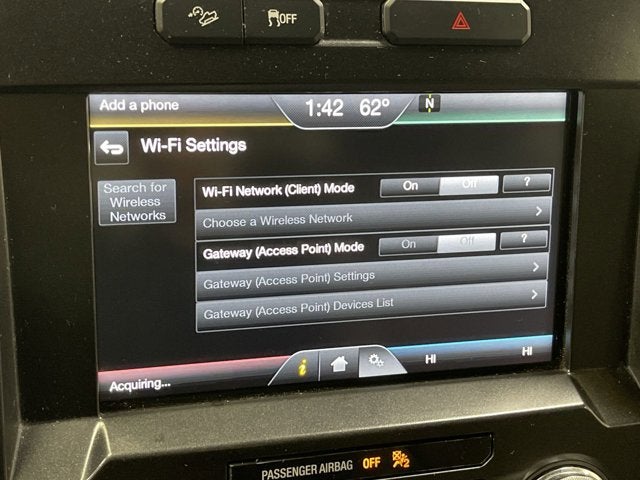 OFF
Add a phone
1:42 62°
N
Wi-Fi Settings
Search for
Wireless
Networks
Wi-Fi Network (Client) Mode On Off ?
Choose a Wireless Network >
Gateway (Access Point) Mode On Off ?
Gateway (Access Point) Settings >
Gateway (Access Point) Devices List >
Acquiring...
i
HI
HI
PASSENGER AIRBAG OFF 2